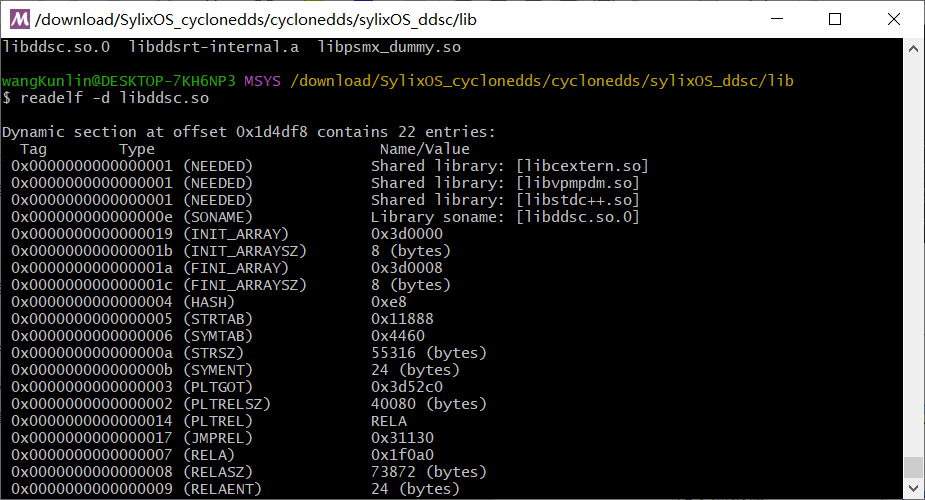 /download/SylixOS_cyclonedds/cyclonedds/sylixOS_ddsc/lib
libddsc.so.0  libddsrt-internal.a  libpsmx_dummy.so
wangKunlin@DESKTOP-7KH6NP3 MSYS /download/SylixOS_cyclonedds/cyclonedds/sylixOS_ddsc/lib
$ readelf -d libddsc.so
Dynamic section at offset 0x1d4df8 contains 22 entries:
  Tag        Type                         Name/Value
 0x0000000000000001 (NEEDED)             Shared library: [libcextern.so]
 0x0000000000000001 (NEEDED)             Shared library: [libvpmpdm.so]
 0x0000000000000001 (NEEDED)             Shared library: [libstdc++.so]
 0x000000000000000e (SONAME)             Library soname: [libddsc.so.0]
 0x0000000000000019 (INIT_ARRAY)         0x3d0000
 0x000000000000001b (INIT_ARRAYSZ)       8 (bytes)
 0x000000000000001a (FINI_ARRAY)         0x3d0008
 0x000000000000001c (FINI_ARRAYSZ)       8 (bytes)
 0x0000000000000004 (HASH)               0xe8
 0x0000000000000005 (STRTAB)             0x11888
 0x0000000000000006 (SYMTAB)             0x4460
 0x000000000000000a (STRSZ)              55316 (bytes)
 0x000000000000000b (SYMENT)             24 (bytes)
 0x0000000000000003 (PLTGOT)             0x3d52c0
 0x0000000000000002 (PLTRELSZ)           40080 (bytes)
 0x0000000000000014 (PLTREL)             RELA
 0x0000000000000017 (JMPREL)             0x31130
 0x0000000000000007 (RELA)               0x1f0a0
 0x0000000000000008 (RELASZ)             73872 (bytes)
 0x0000000000000009 (RELAENT)            24 (bytes)